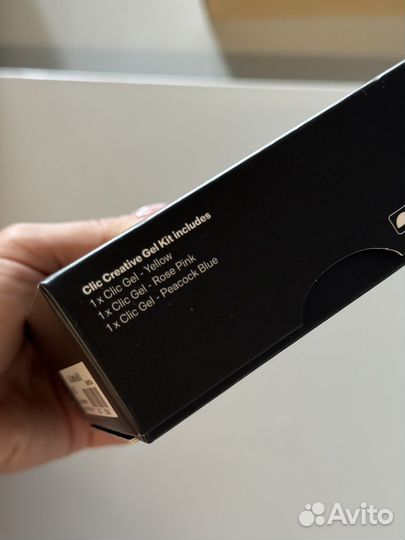 Clic Creative Gel Kit includes
1 x Clic Gel - Yellow
1 x Clic Gel - Rose Pink
1 x Clic Gel - Peacock Blue
Avito